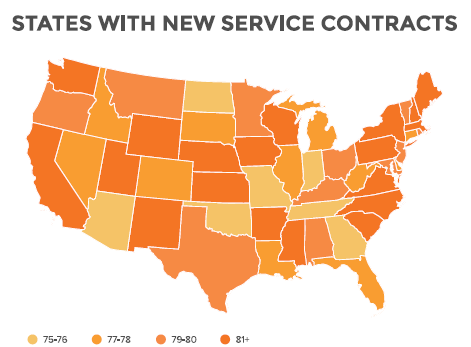 STATES WITH NEW SERVICE CONTRACTS
75-76 77-78 79-80 81+